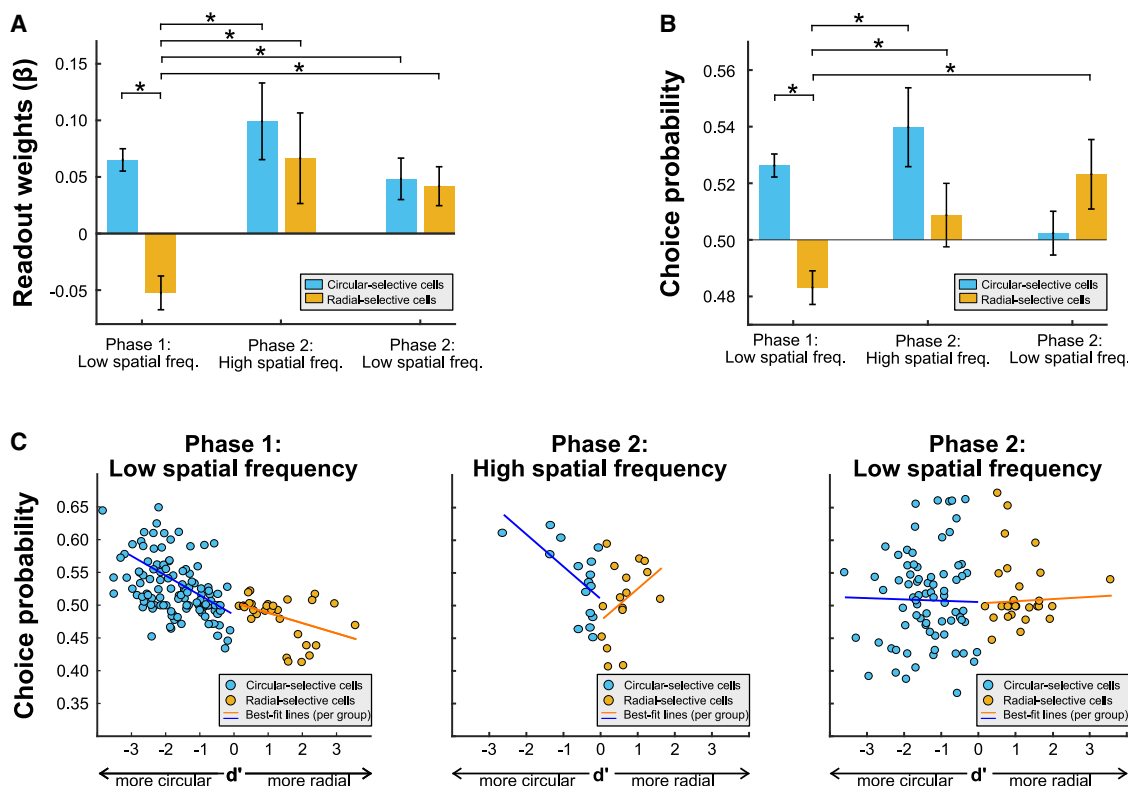 A
Readout weights (β)
0.15
0.10
0.05
0
-0.05
*
*
*
*
*
Circular-selective cells
Radial-selective cells
Phase 1:
Low spatial freq.
Phase 2:
High spatial freq.
Phase 2:
Low spatial freq.
B
Choice probability
0.56
0.54
0.52
0.50
0.48
*
*
*
*
Circular-selective cells
Radial-selective cells
Phase 1:
Low spatial freq.
Phase 2:
High spatial freq.
Phase 2:
Low spatial freq.
C
Phase 1:
Low spatial frequency
Choice probability
0.65
0.60
0.55
0.50
0.45
0.35
Circular-selective cells
Radial-selective cells
Best-fit lines (per group)
-3 -2 -1 0 1 2 3
more circular d' more radial
Phase 2:
High spatial frequency
Circular-selective cells
Radial-selective cells
Best-fit lines (per group)
-3 -2 -1 0 1 2 3
more circular d' more radial
Phase 2:
Low spatial frequency
Circular-selective cells
Radial-selective cells
Best-fit lines (per group)
-3 -2 -1 0 1 2 3
more circular d' more radial